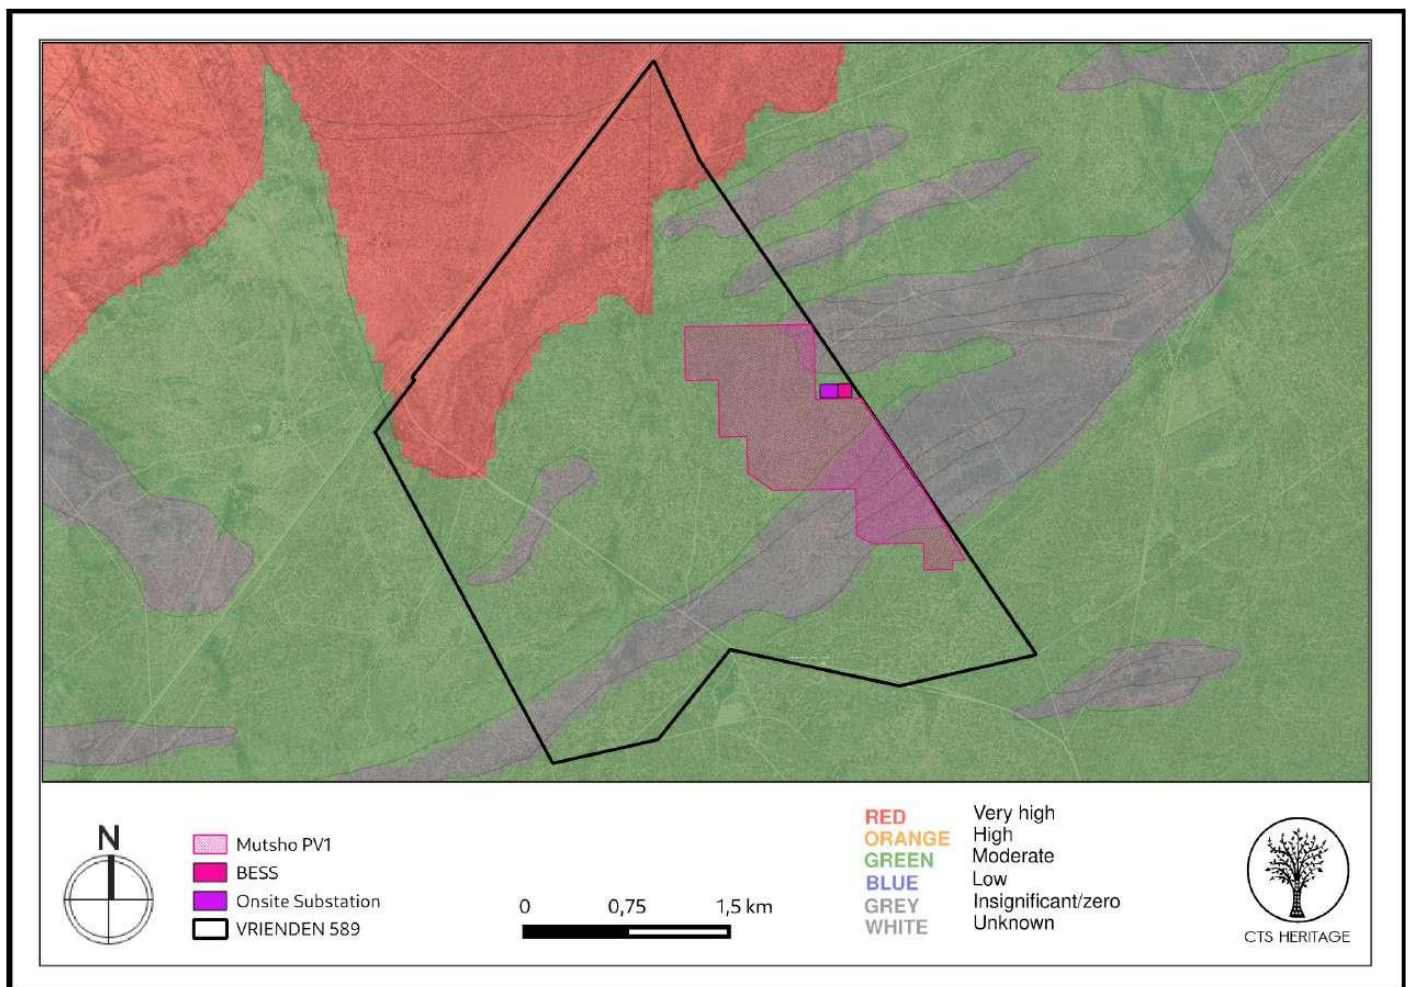 N
Mutsho PV1
BESS
Onsite Substation
VRIENDEN 589
0 0,75 1,5 km
RED Very high
ORANGE High
GREEN Moderate
BLUE Low
GREY Insignificant/zero
WHITE Unknown
CTS HERITAGE